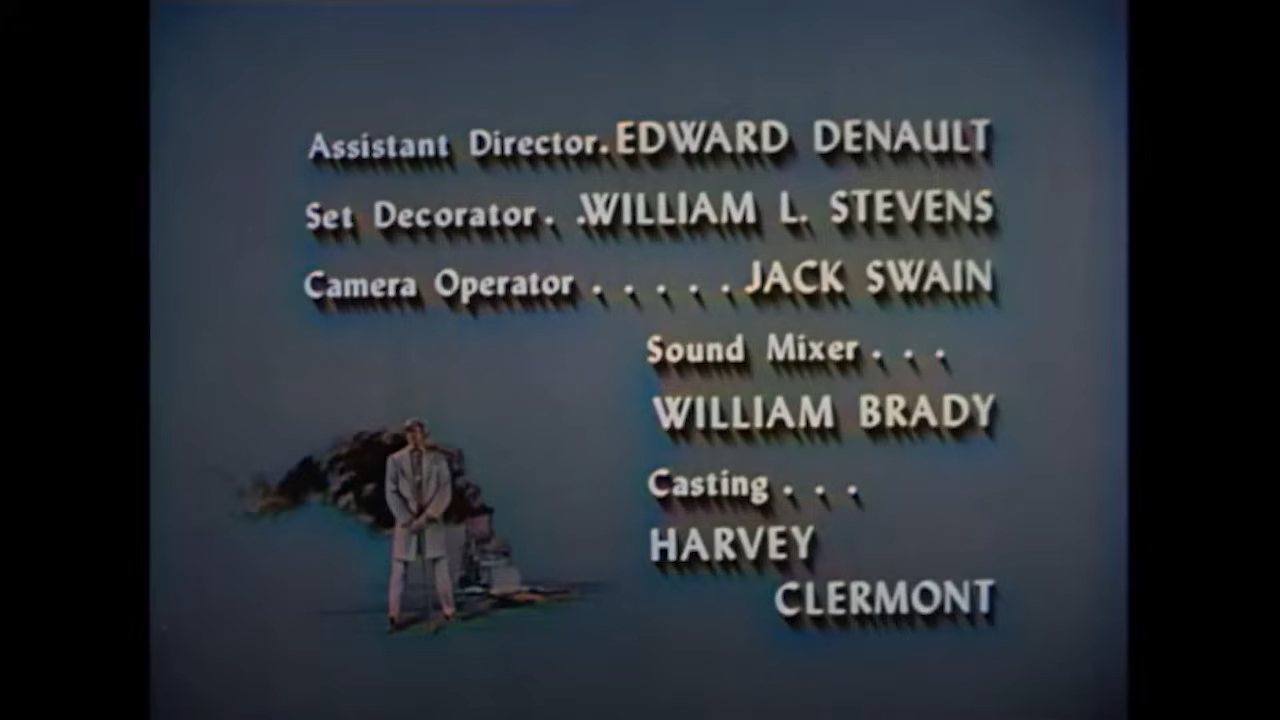 Assistant Director.EDWARD DENAULT
Set Decorator. .WILLIAM L. STEVENS
Camera Operator . . . . . JACK SWAIN
Sound Mixer . . .
WILLIAM BRADY
Casting . . .
HARVEY
CLERMONT